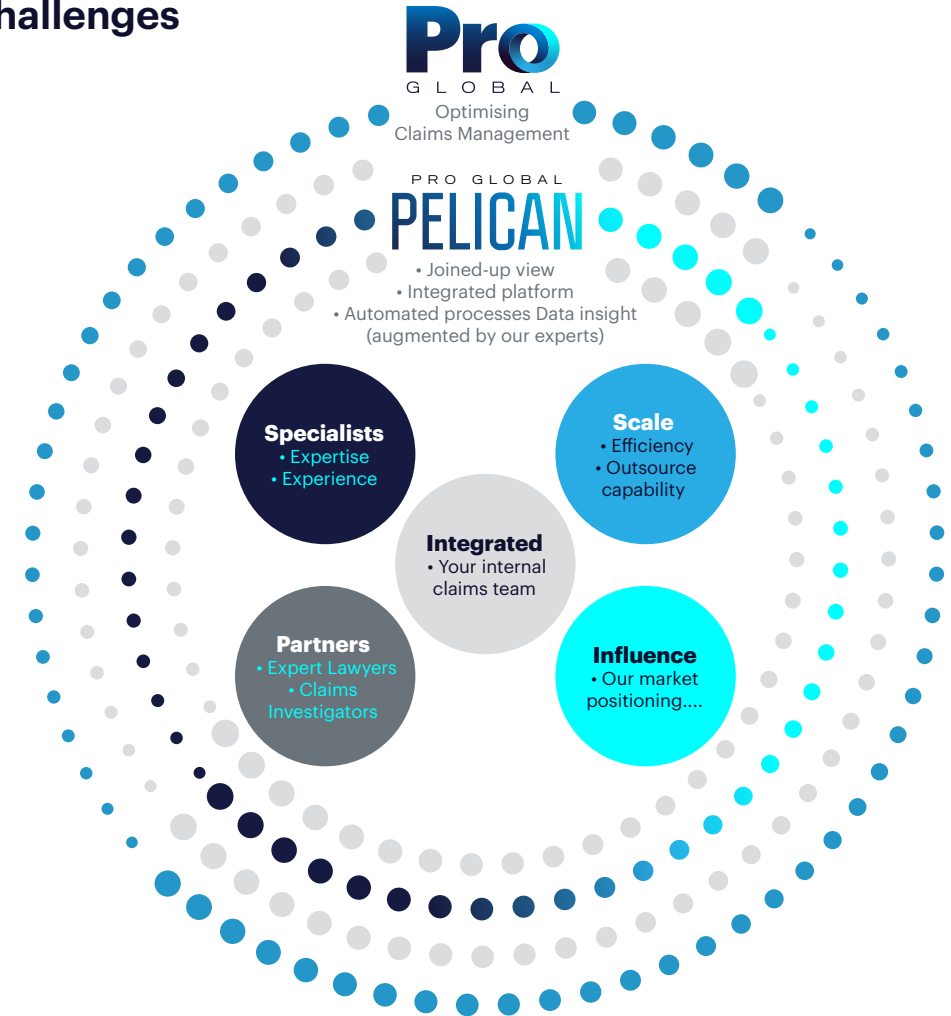 hallenges
Pro
GLOBAL
Optimising
Claims Management
PRO GLOBAL
PELICAN
• Joined-up view
• Integrated platform
• Automated processes Data insight
(augmented by our experts)
Specialists
• Expertise
• Experience
Scale
• Efficiency
• Outsource
capability
Integrated
• Your internal
claims team
Partners
• Expert Lawyers
• Claims
Investigators
Influence
• Our market
positioning....